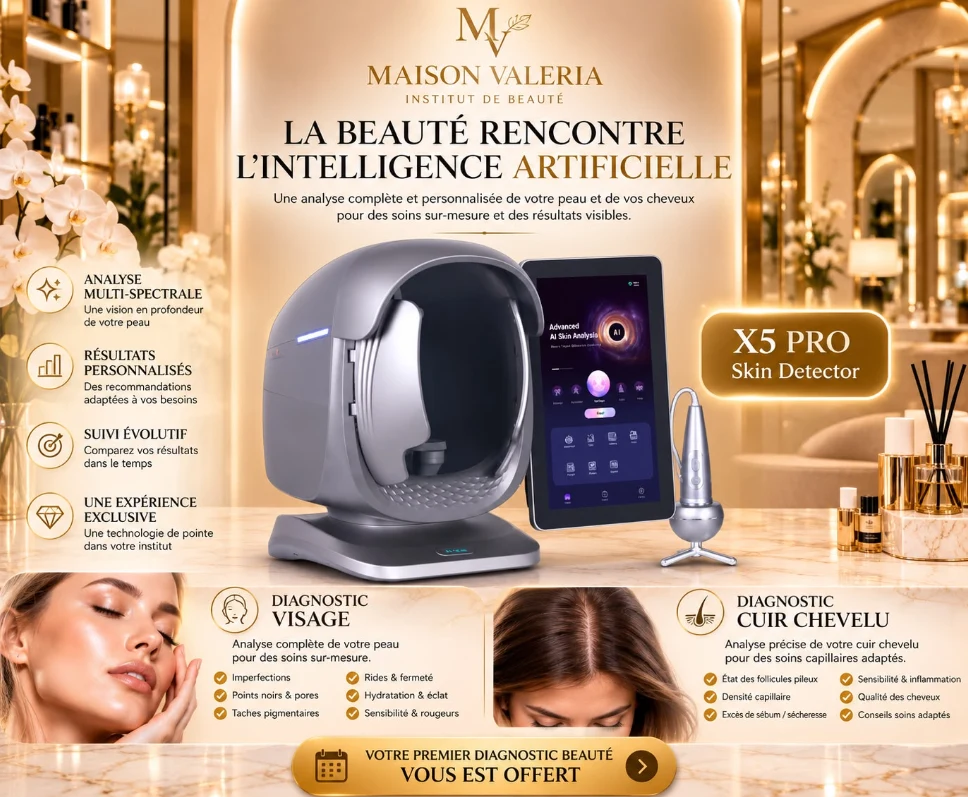 MV
MAISON VALERIA
INSTITUT DE BEAUTÉ
LA BEAUTÉ RENCONTRE
L'INTELLIGENCE ARTIFICIELLE
Une analyse complète et personnalisée de votre peau et de vos cheveux
pour des soins sur-mesure et des résultats visibles.
ANALYSE
MULTI-SPECTRALE
Une vision en profondeur
de votre peau
RÉSULTATS
PERSONNALISÉS
Des recommandations
adaptées à vos besoins
SUIVI ÉVOLUTIF
Comparez vos résultats
dans le temps
UNE EXPÉRIENCE
EXCLUSIVE
Une technologie de pointe
dans votre institut
Advanced
AI Skin Analysis
AI
X5 PRO
Skin Detector
DIAGNOSTIC
VISAGE
Analyse complète de votre peau
pour des soins sur-mesure.
Imperfections
Rides & fermeté
Points noirs & pores
Hydratation & éclat
Taches pigmentaires
Sensibilité & rougeurs
DIAGNOSTIC
CUIR CHEVELU
Analyse précise de votre cuir chevelu
pour des soins capillaires adaptés.
État des follicules pileux
Sensibilité & inflammation
Densité capillaire
Qualité des cheveux
Excès de sébum / sécheresse
Conseils soins adaptés
VOTRE PREMIER DIAGNOSTIC BEAUTÉ
VOUS EST OFFERT